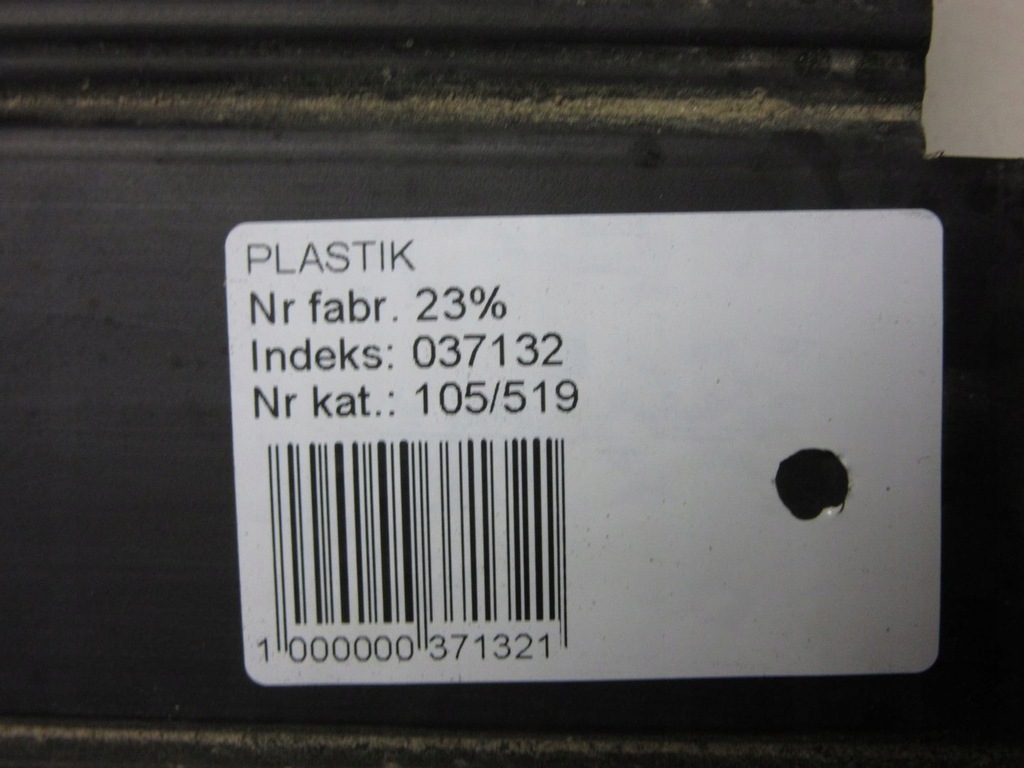 PLASTIK
Nr fabr. 23%
Indeks: 037132
Nr kat.: 105/519
1 000000 371321